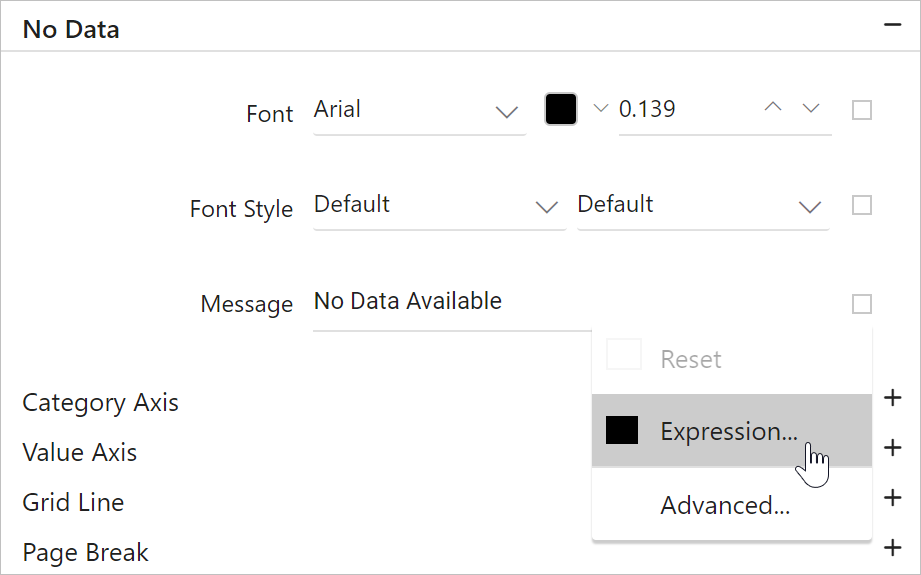 No Data
Font Arial 0.139
Font Style Default Default
Message No Data Available
Reset
Category Axis
Expression...
Value Axis
Grid Line
Advanced...
Page Break